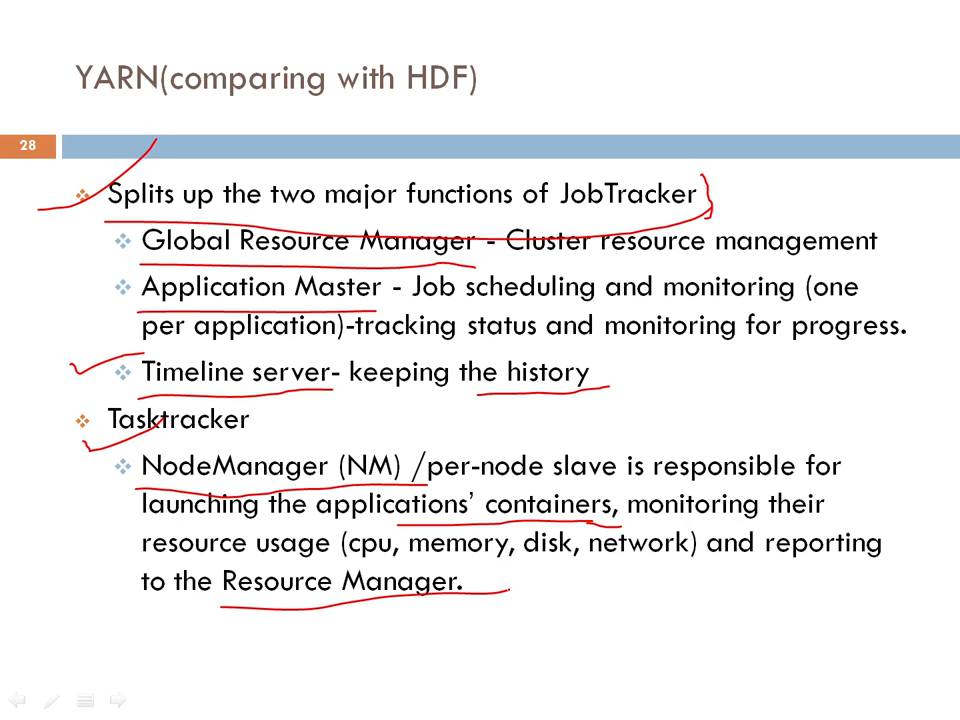 YARN(comparing with HDF)
28
Splits up the two major functions of JobTracker
Global Resource Manager - Cluster resource management
Application Master - Job scheduling and monitoring (one
per application)-tracking status and monitoring for progress.
Timeline server- keeping the history
Tasktracker
NodeManager (NM) /per-node slave is responsible for
launching the applications’ containers, monitoring their
resource usage (cpu, memory, disk, network) and reporting
to the Resource Manager.